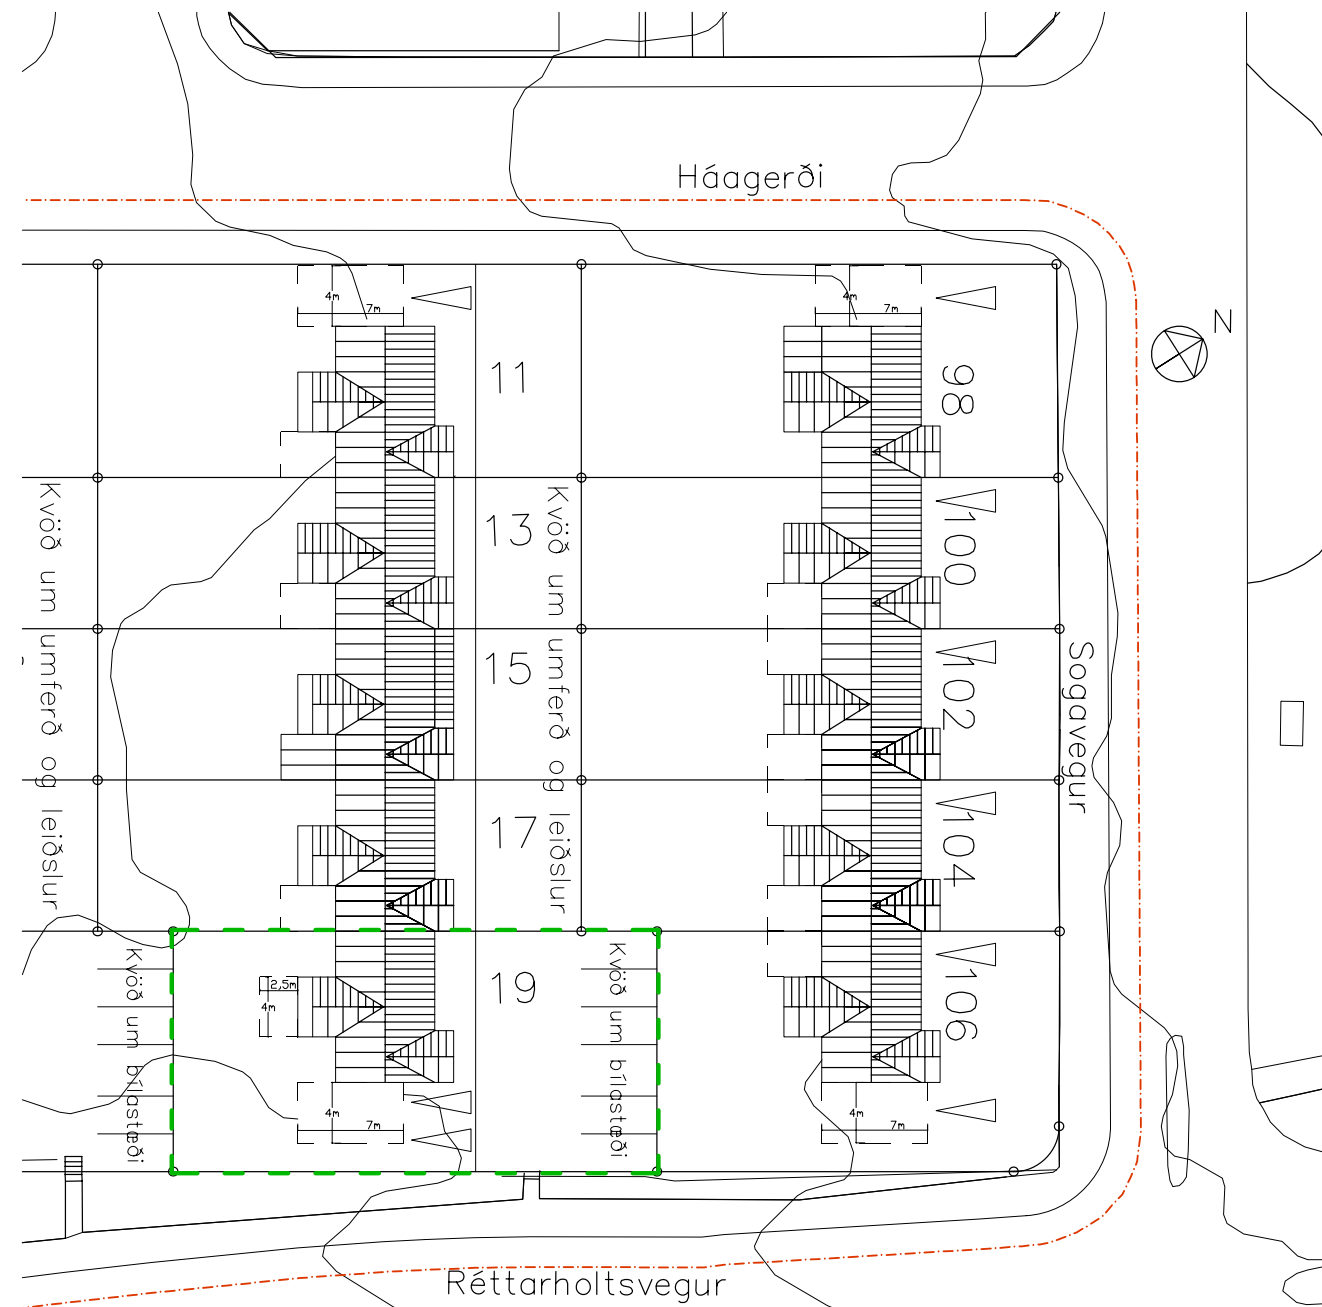 Háagerði
N
4m
7m
4m
7m
11
98
Kvöð um umferð og leiðslur
13
Kvöð um umferð og leiðslur
100
15
102
Sogavegur
17
104
Kvöð um bílastæði
2,5m
4m
19
Kvöð um bílastæði
106
4m
7m
4m
7m
Réttarholtsvegur